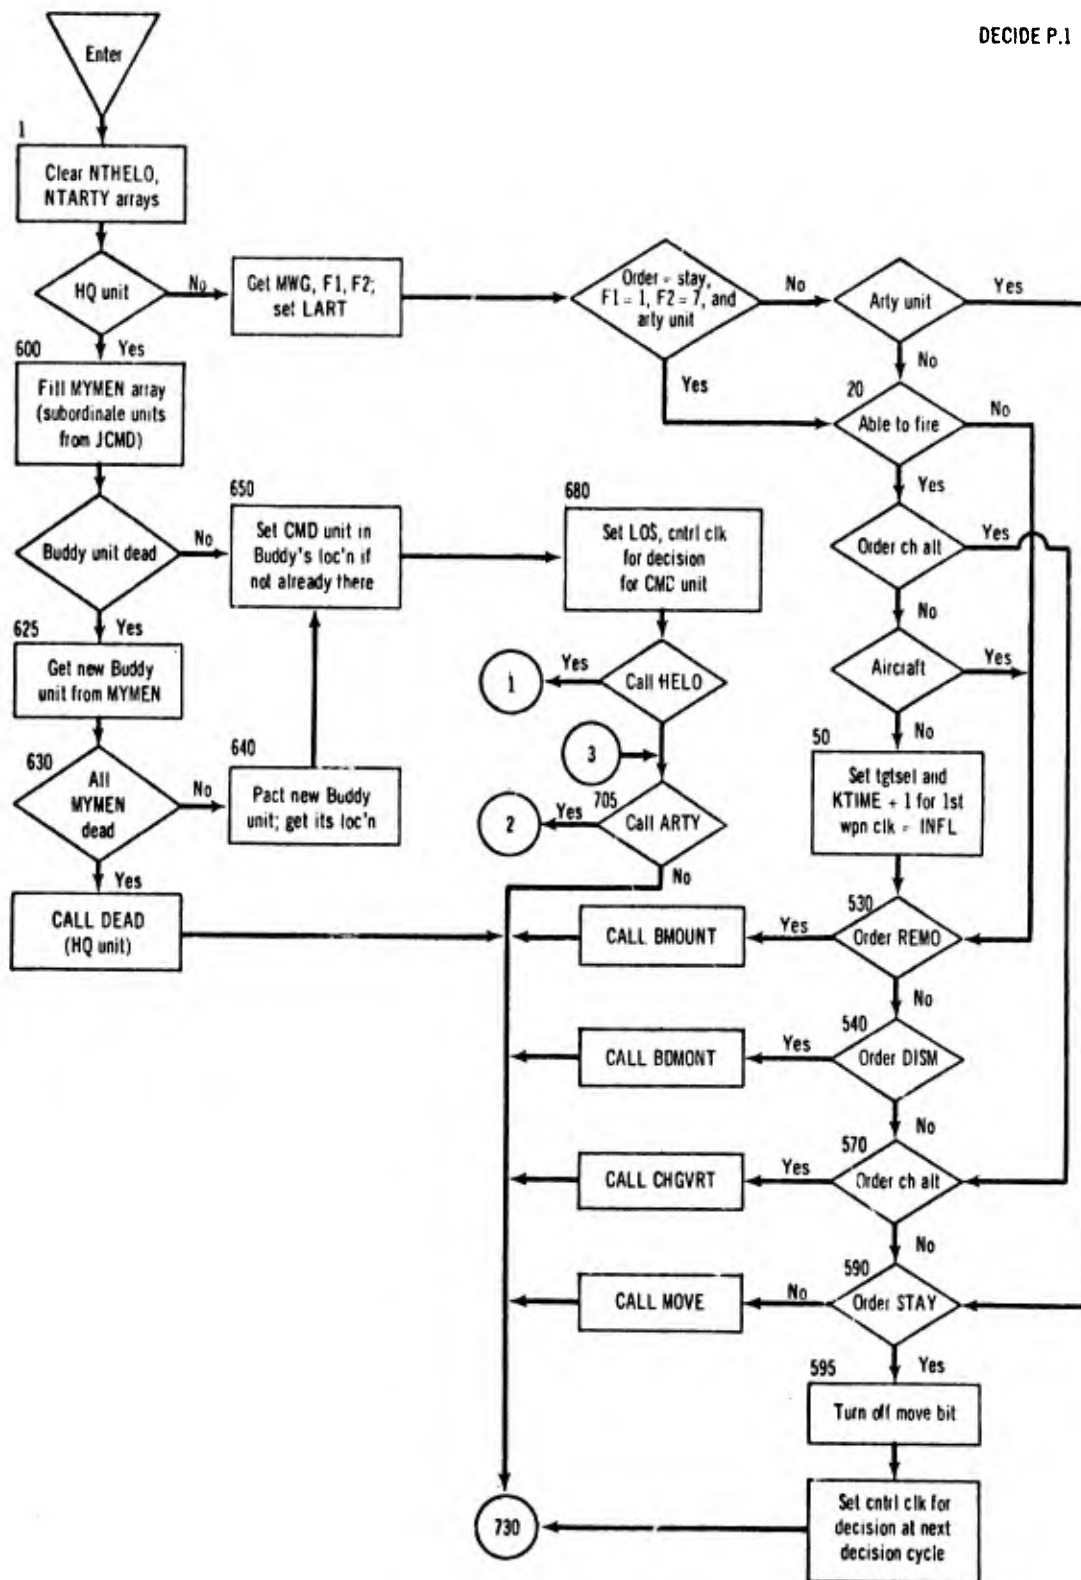 DECIDE P.1
Enter
1
Clear NTHELO,
NTARTY arrays
HQ unit
No
Get MWG, F1, F2;
set LART
Order = stay,
F1 = 1, F2 = 7, and
arty unit
No
Arty unit
Yes
Yes
600
Fill MYMEN array
(subordinale units
from JCMD)
Yes
No
20
Able to fire
No
Buddy unit dead
No
650
Set CMD unit in
Buddy's loc'n if
not already there
680
Set LOS, cntrl clk
for decision
for CMD unit
Yes
Order ch alt
Yes
Yes
625
Get new Buddy
unit from MYMEN
1
Yes
Call HELO
No
Aircraft
Yes
630
All
MYMEN
dead
No
640
Pact new Buddy
unit; get its loc'n
3
705
2
Yes
Call ARTY
No
No
50
Set tgtsel and
KTIME + 1 for 1st
wpn clk = INFL
Yes
CALL DEAD
(HQ unit)
CALL BMOUNT
Yes
530
Order REMO
No
CALL BDMONT
Yes
540
Order DISM
No
CALL CHGVRT
Yes
570
Order ch alt
No
CALL MOVE
No
590
Order STAY
Yes
595
Turn off move bit
730
Set cntrl clk for
decision at next
decision cycle